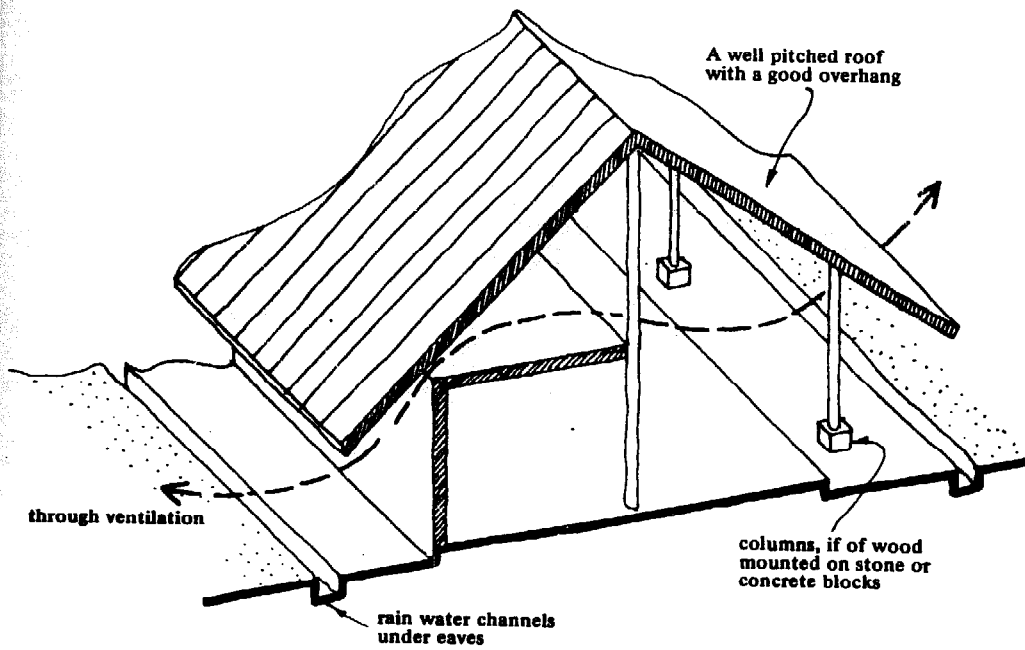 A well pitched roof
with a good overhang
through ventilation
columns, if of wood
mounted on stone or
concrete blocks
rain water channels
under eaves